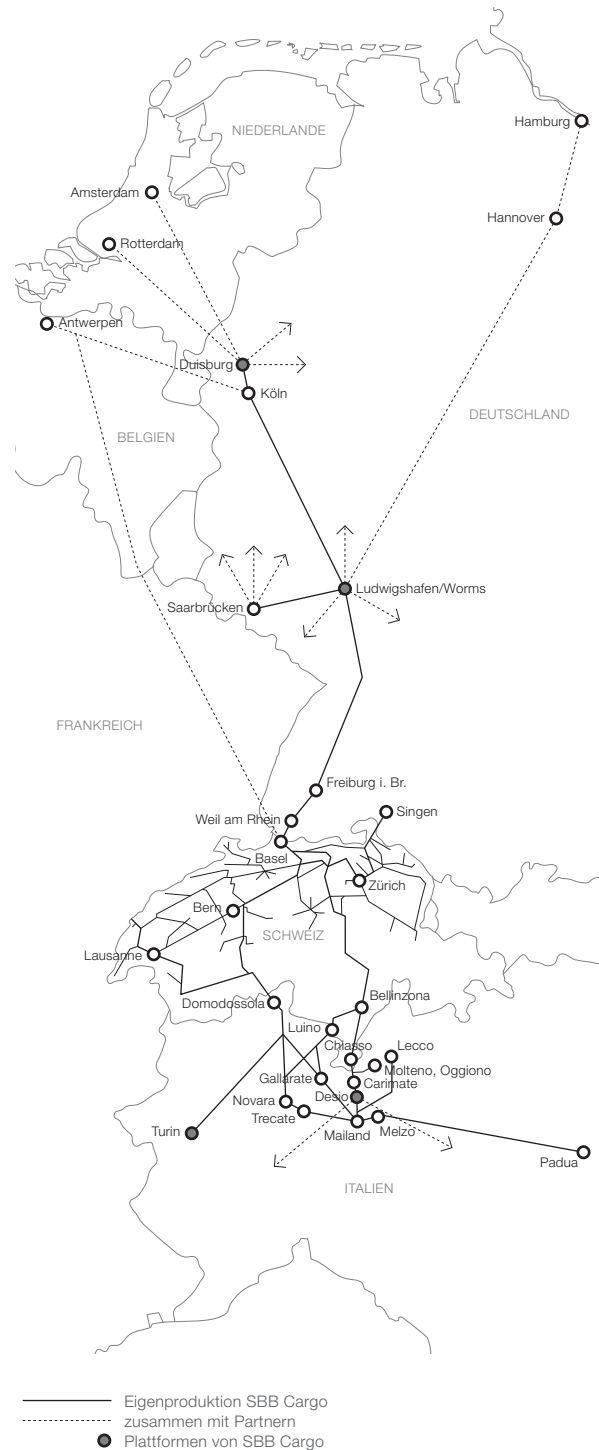 Hamburg
NIEDERLANDE
Amsterdam
Hannover
Rotterdam
Antwerpen
Duisburg
Köln
DEUTSCHLAND
BELGIEN
Ludwigshafen/Worms
Saarbrücken
FRANKREICH
Freiburg i. Br.
Weil am Rhein
Singen
Basel
Zürich
Bern
SCHWEIZ
Lausanne
Bellinzona
Domodossola
Luino
Chiasso
Lecco
Molteno, Oggiono
Gallarate
Carimate
Desio
Novara
Trecate
Turin
Mailand
Melzo
Padua
ITALIEN
Eigenproduktion SBB Cargo
zusammen mit Partnern
Plattformen von SBB Cargo